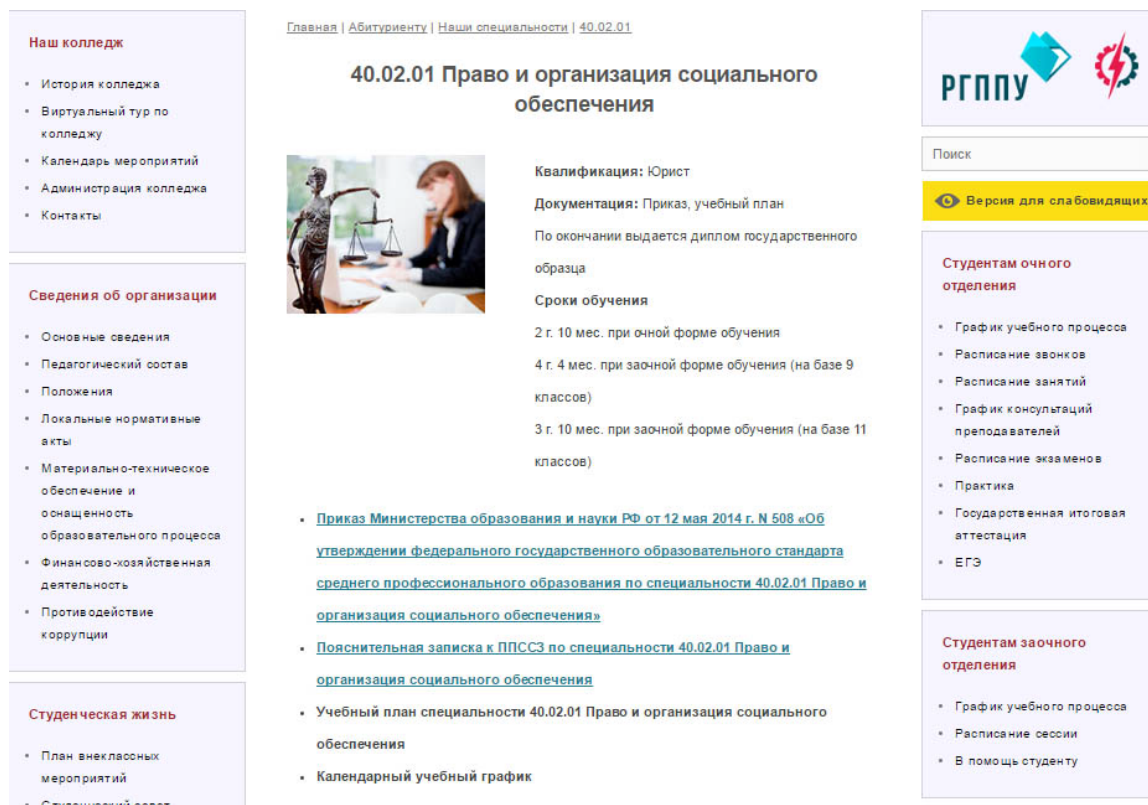 Наш колледж
История колледжа
Виртуальный тур по
колледжу
Календарь мероприятий
Администрация колледжа
Контакты
Сведения об организации
Основные сведения
Педагогический состав
Положения
Локальные нормативные
акты
Материально-техническое
обеспечение и
оснащенность
образовательного процесса
Финансово-хозяйственная
деятельность
Противодействие
коррупции
Студенческая жизнь
План внеклассных
мероприятий
Студенческий совет
Главная | Абитуриенту | Наши специальности | 40.02.01
40.02.01 Право и организация социального
обеспечения
Квалификация: Юрист
Документация: Приказ, учебный план
По окончании выдается диплом государственного
образца
Сроки обучения
2 г. 10 мес. при очной форме обучения
4 г. 4 мес. при заочной форме обучения (на базе 9
классов)
3 г. 10 мес. при заочной форме обучения (на базе 11
классов)
Приказ Министерства образования и науки РФ от 12 мая 2014 г. N 508 «Об
утверждении федерального государственного образовательного стандарта
среднего профессионального образования по специальности 40.02.01 Право и
организация социального обеспечения»
Пояснительная записка к ППССЗ по специальности 40.02.01 Право и
организация социального обеспечения
Учебный план специальности 40.02.01 Право и организация социального
обеспечения
Календарный учебный график
РГППУ
Поиск
Версия для слабовидящих
Студентам очного
отделения
График учебного процесса
Расписание звонков
Расписание занятий
График консультаций
преподавателей
Расписание экзаменов
Практика
Государственная итоговая
аттестация
ЕГЭ
Студентам заочного
отделения
График учебного процесса
Расписание сессии
В помощь студенту